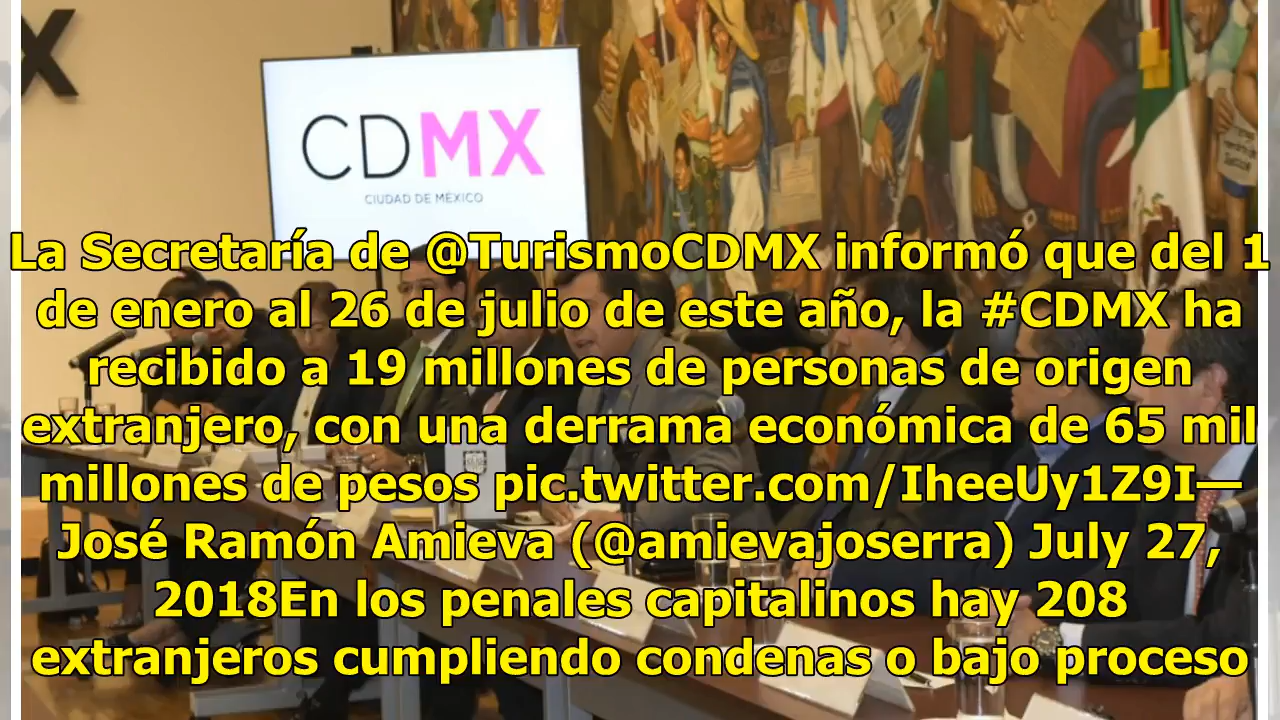 X
CDMX
CIUDAD DE MÉXICO
La Secretaría de @TurismoCDMX informó que del 1
de enero al 26 de julio de este año, la #CDMX ha
recibido a 19 millones de personas de origen
extranjero, con una derrama económica de 65 mil
millones de pesos pic.twitter.com/IheeUy1Z9I—
José Ramón Amieva (@amievajoserra) July 27,
2018En los penales capitalinos hay 208
extranjeros cumpliendo condenas o bajo proceso